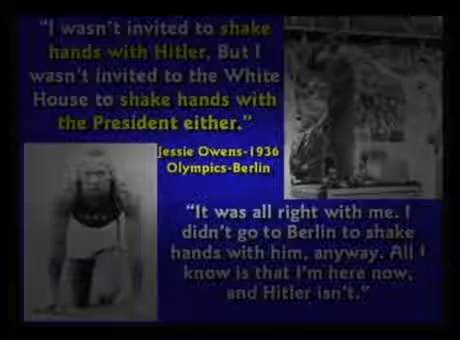 "I wasn't invited to shake
hands with Hitler. But I
wasn't invited to the White
House to shake hands with
the President either."
Jessie Owens-1936
Olympics-Berlin
"It was all right with me. I
didn't go to Berlin to shake
hands with him, anyway. All I
know is that I'm here now,
and Hitler isn't."